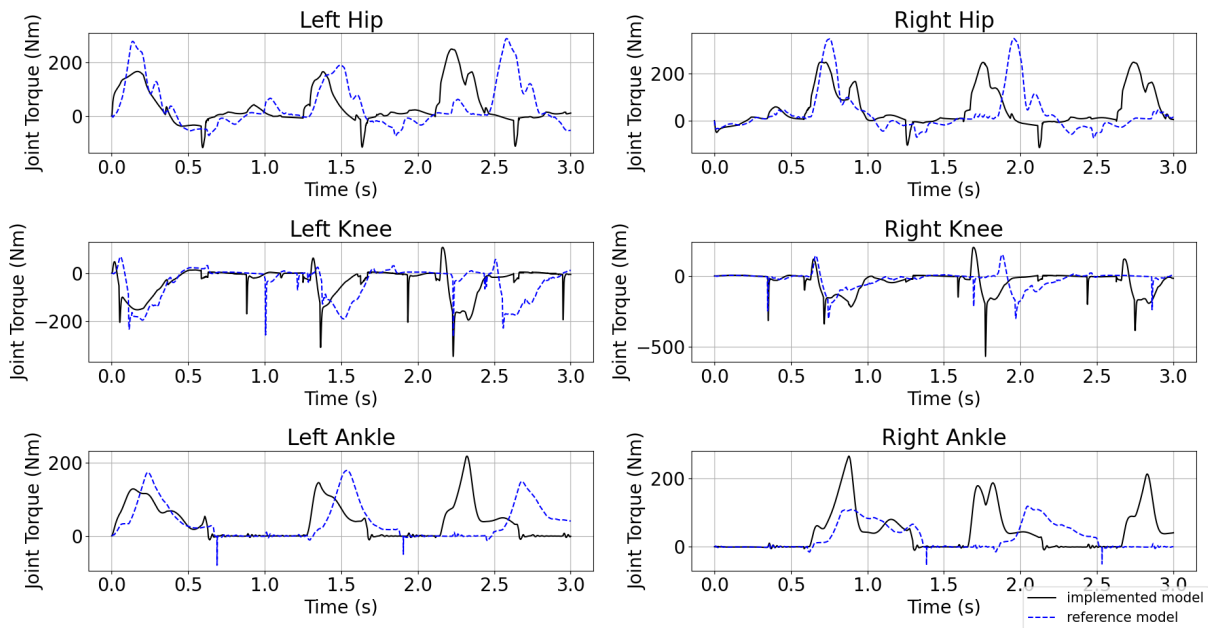 Left Hip
Joint Torque (Nm)
200
0
0.0 0.5 1.0 1.5 2.0 2.5 3.0
Time (s)
Right Hip
Joint Torque (Nm)
200
0
0.0 0.5 1.0 1.5 2.0 2.5 3.0
Time (s)
Left Knee
Joint Torque (Nm)
0
−200
0.0 0.5 1.0 1.5 2.0 2.5 3.0
Time (s)
Right Knee
Joint Torque (Nm)
0
−500
0.0 0.5 1.0 1.5 2.0 2.5 3.0
Time (s)
Left Ankle
Joint Torque (Nm)
200
0
0.0 0.5 1.0 1.5 2.0 2.5 3.0
Time (s)
Right Ankle
Joint Torque (Nm)
200
0
0.0 0.5 1.0 1.5 2.0 2.5 3.0
Time (s)
implemented model
reference model